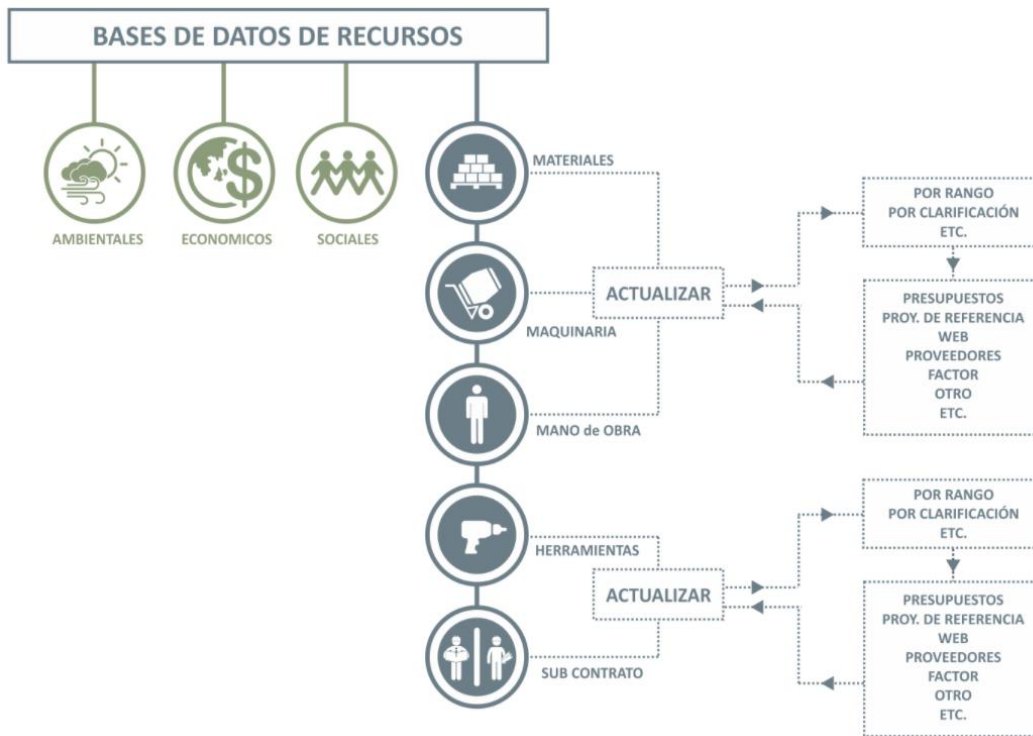 BASES DE DATOS DE RECURSOS
AMBIENTALES
ECONOMICOS
SOCIALES
MATERIALES
MAQUINARIA
MANO de OBRA
HERRAMIENTAS
SUB CONTRATO
ACTUALIZAR
POR RANGO
POR CLARIFICACIÓN
ETC.
PRESUPUESTOS
PROY. DE REFERENCIA
WEB
PROVEEDORES
FACTOR
OTRO
ETC.
ACTUALIZAR
POR RANGO
POR CLARIFICACIÓN
ETC.
PRESUPUESTOS
PROY. DE REFERENCIA
WEB
PROVEEDORES
FACTOR
OTRO
ETC.